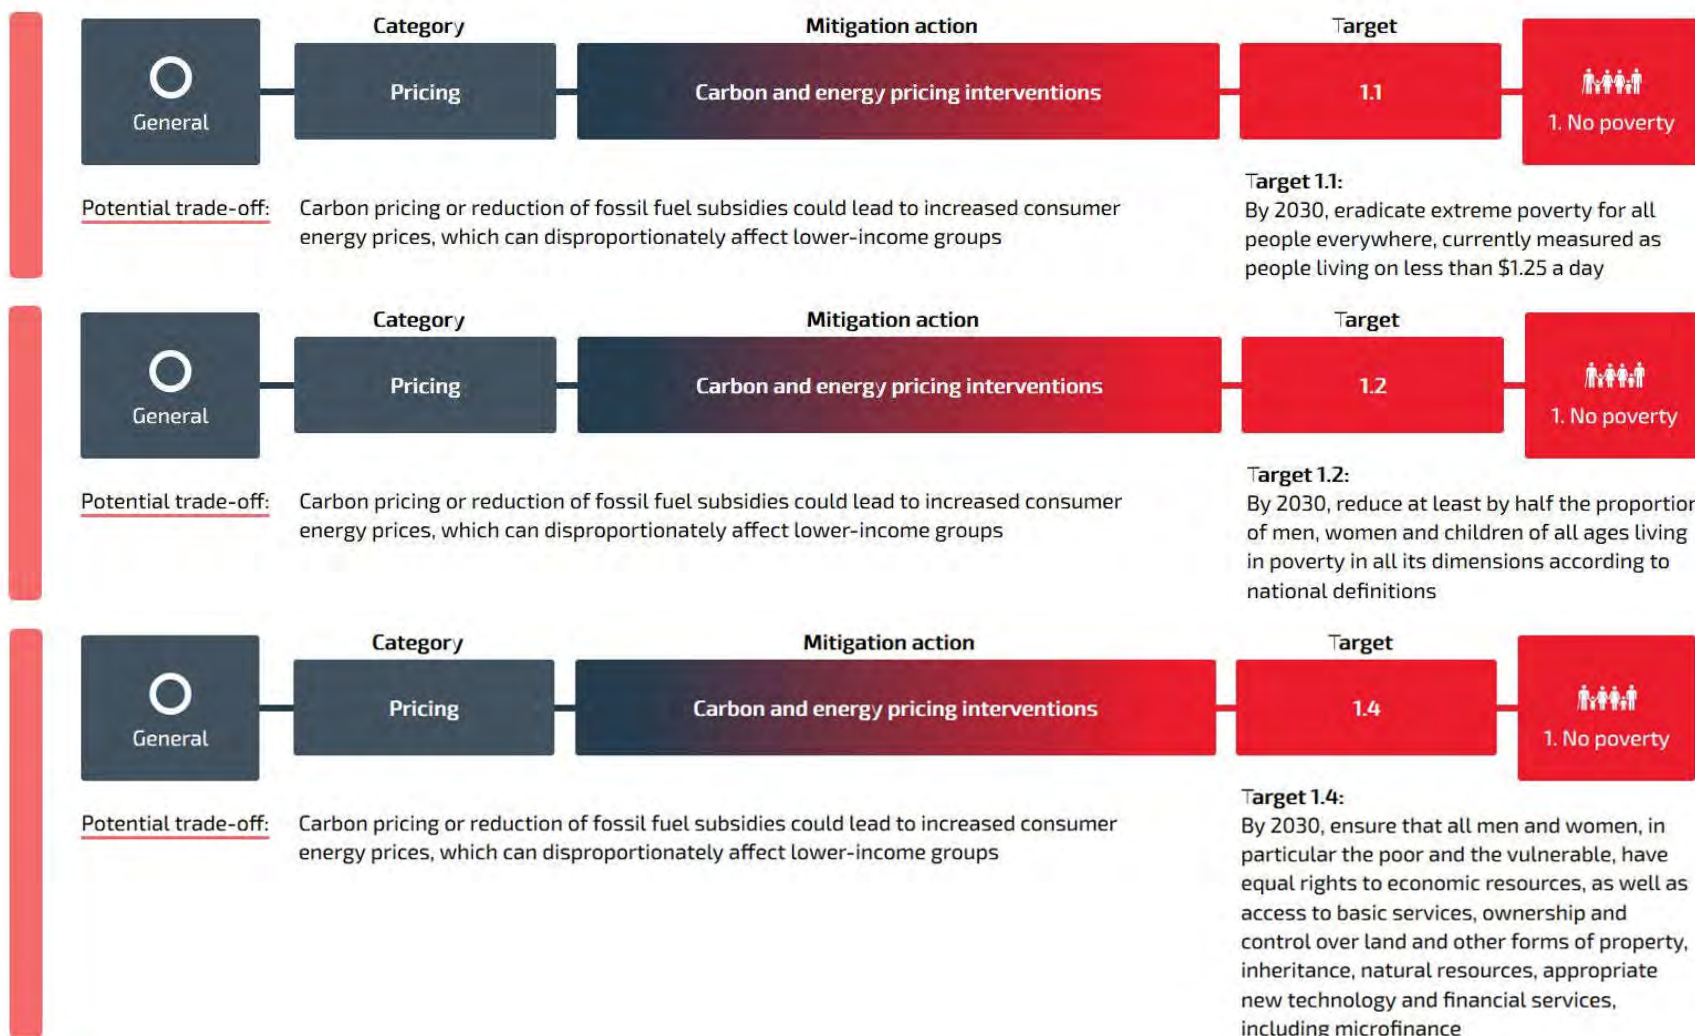 Category
Mitigation action
Target
General
Pricing
Carbon and energy pricing interventions
1.1
1. No poverty
Potential trade-off:
Carbon pricing or reduction of fossil fuel subsidies could lead to increased consumer
energy prices, which can disproportionately affect lower-income groups
Target 1.1:
By 2030, eradicate extreme poverty for all
people everywhere, currently measured as
people living on less than $1.25 a day
Category
Mitigation action
Target
General
Pricing
Carbon and energy pricing interventions
1.2
1. No poverty
Potential trade-off:
Carbon pricing or reduction of fossil fuel subsidies could lead to increased consumer
energy prices, which can disproportionately affect lower-income groups
Target 1.2:
By 2030, reduce at least by half the proportion
of men, women and children of all ages living
in poverty in all its dimensions according to
national definitions
Category
Mitigation action
Target
General
Pricing
Carbon and energy pricing interventions
1.4
1. No poverty
Potential trade-off:
Carbon pricing or reduction of fossil fuel subsidies could lead to increased consumer
energy prices, which can disproportionately affect lower-income groups
Target 1.4:
By 2030, ensure that all men and women, in
particular the poor and the vulnerable, have
equal rights to economic resources, as well as
access to basic services, ownership and
control over land and other forms of property,
inheritance, natural resources, appropriate
new technology and financial services,
including microfinance